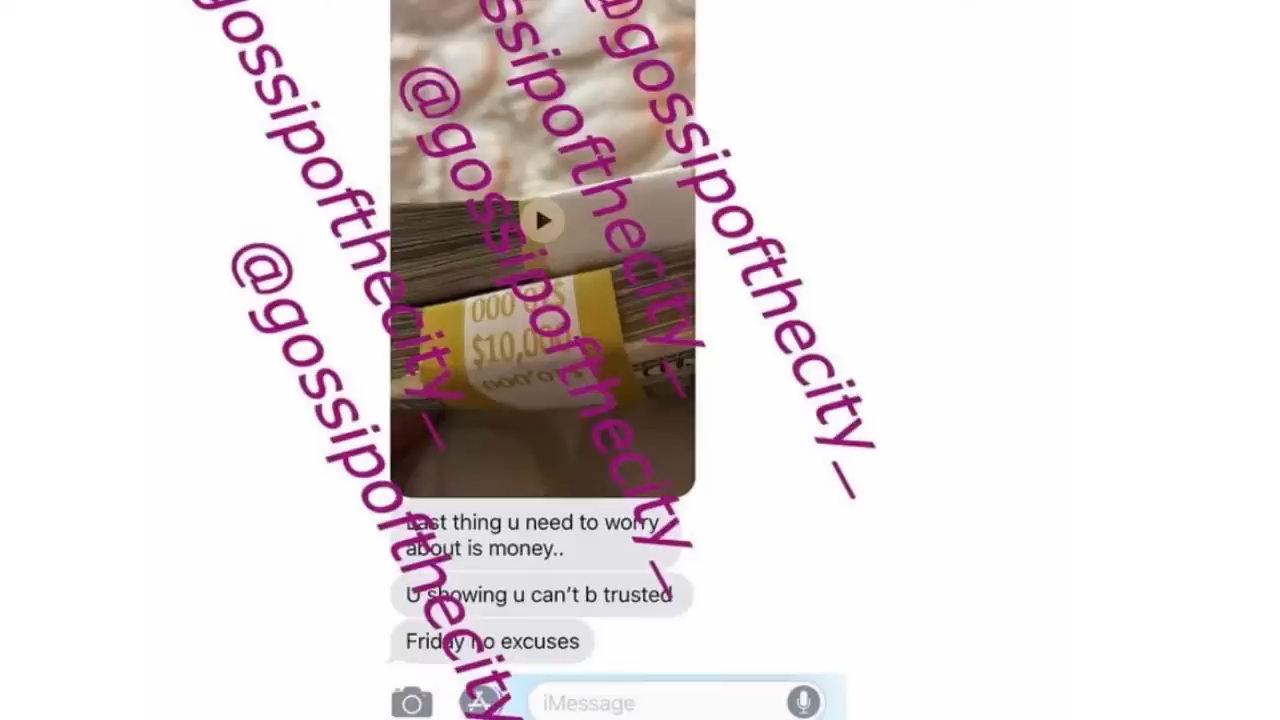 @gossipofthecity_
@gossipofthecity_
@gossipofthecity_
@gossipofthecity_
gossipofthecity_
$10,000
Last thing u need to worry
about is money..
U showing u can’t b trusted
Friday no excuses
iMessage